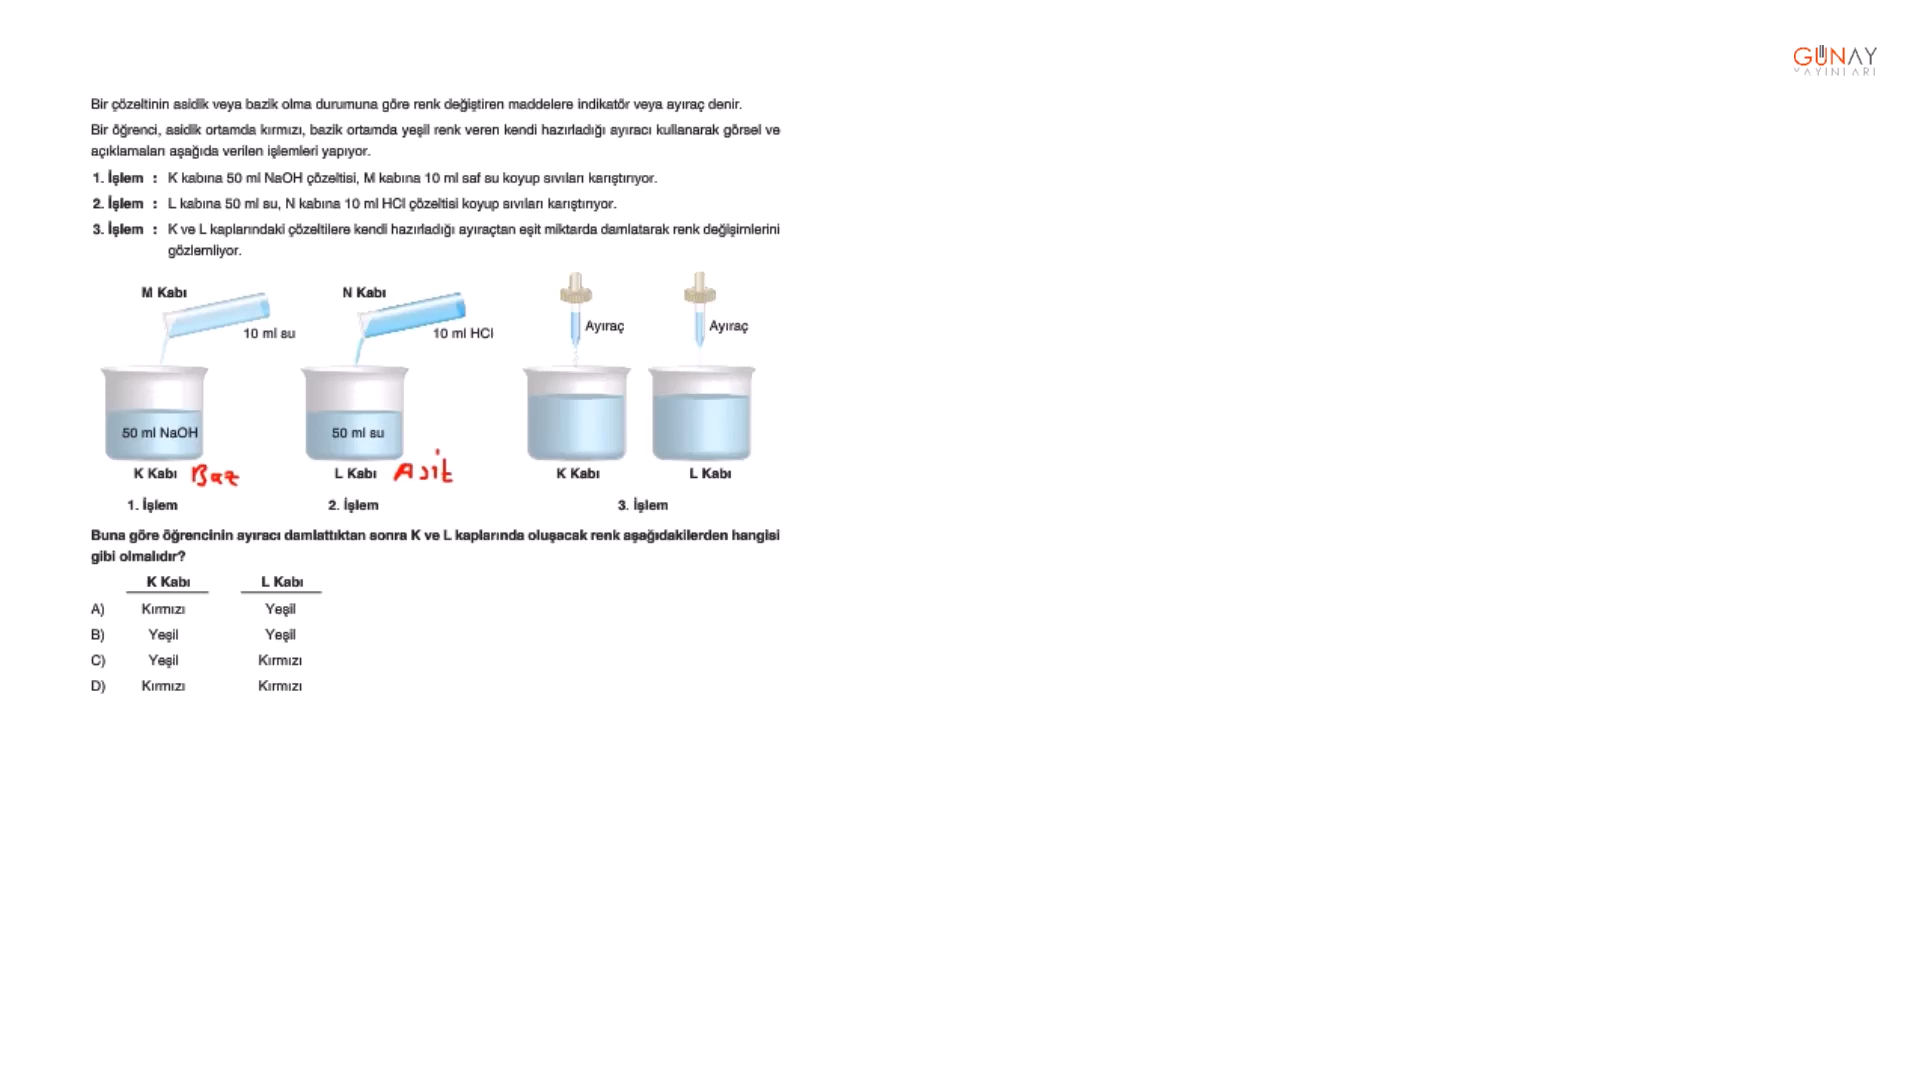 GÜNAY
YAYINLARI
Bir çözeltinin asidik veya bazik olma durumuna göre renk değiştiren maddelere indikatör veya ayıraç denir.
Bir öğrenci, asidik ortamda kırmızı, bazik ortamda yeşil renk veren kendi hazırladığı ayıracı kullanarak görsel ve
açıklamaları aşağıda verilen işlemleri yapıyor.
1. İşlem : K kabına 50 ml NaOH çözeltisi, M kabına 10 ml saf su koyup sıvıları karıştırıyor.
2. İşlem : L kabına 50 ml su, N kabına 10 ml HCl çözeltisi koyup sıvıları karıştırıyor.
3. İşlem : K ve L kaplarındaki çözeltilere kendi hazırladığı ayıraçtan eşit miktarda damlatarak renk değişimlerini
gözlemliyor.
M Kabı N Kabı
Ayıraç Ayıraç
10 ml su 10 ml HCl
50 ml NaOH 50 ml su
K Kabı Baz L Kabı Asit K Kabı L Kabı
1. İşlem 2. İşlem 3. İşlem
Buna göre öğrencinin ayıracı damlattıktan sonra K ve L kaplarında oluşacak renk aşağıdakilerden hangisi
gibi olmalıdır?
K Kabı L Kabı
A) Kırmızı Yeşil
B) Yeşil Yeşil
C) Yeşil Kırmızı
D) Kırmızı Kırmızı